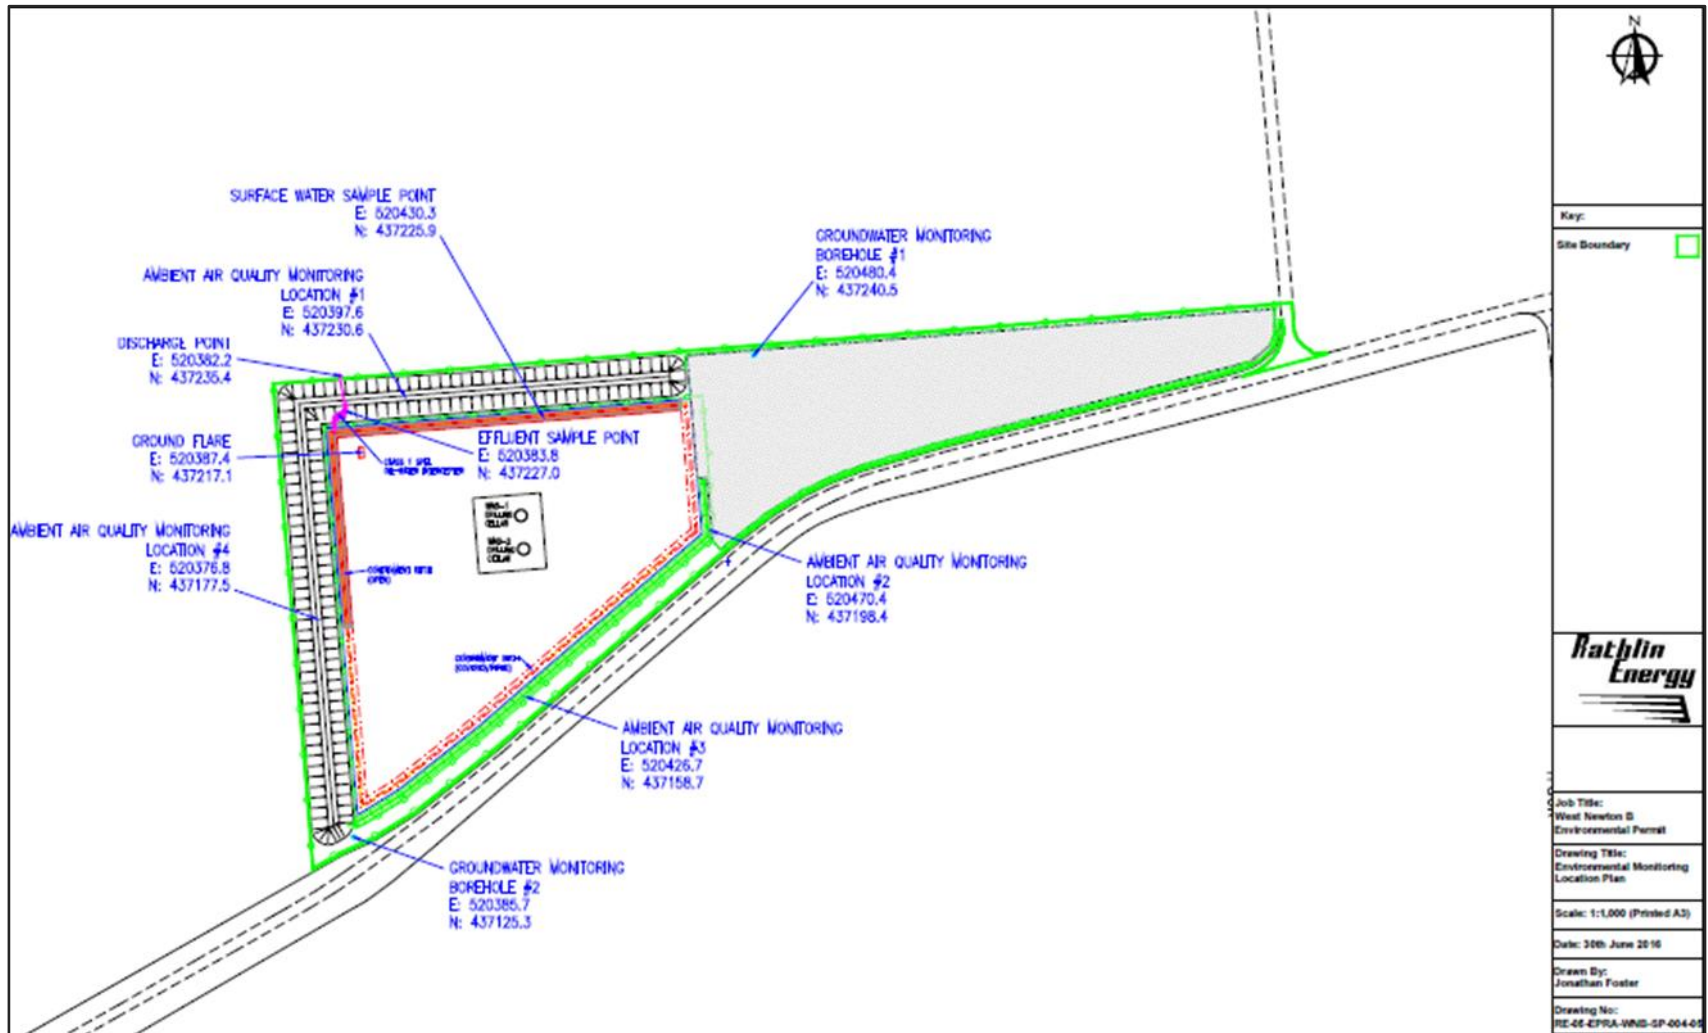 SURFACE WATER SAMPLE POINT
E: 520430.3
N: 437225.9
AMBIENT AIR QUALITY MONITORING
LOCATION #1
E: 520397.6
N: 437230.6
DISCHARGE POINT
E: 520382.2
N: 437235.4
GROUND FLARE
E: 520387.4
N: 437217.1
AMBIENT AIR QUALITY MONITORING
LOCATION #4
E: 520376.8
N: 437177.5
EFFLUENT SAMPLE POINT
E: 520383.8
N: 437227.0
GROUNDWATER MONITORING
BOREHOLE #1
E: 520480.4
N: 437240.5
DRILLING
CELLAR
DRILLING
CELLAR
AMBIENT AIR QUALITY MONITORING
LOCATION #2
E: 520470.4
N: 437198.4
AMBIENT AIR QUALITY MONITORING
LOCATION #3
E: 520426.7
N: 437158.7
GROUNDWATER MONITORING
BOREHOLE #2
E: 520385.7
N: 437125.3
N
Key:
Site Boundary
Rathlin
Energy
Job Title:
West Newton B
Environmental Permit
Drawing Title:
Environmental Monitoring
Location Plan
Scale: 1:1,000 (Printed A3)
Date: 30th June 2016
Drawn By:
Jonathan Foster
Drawing No: